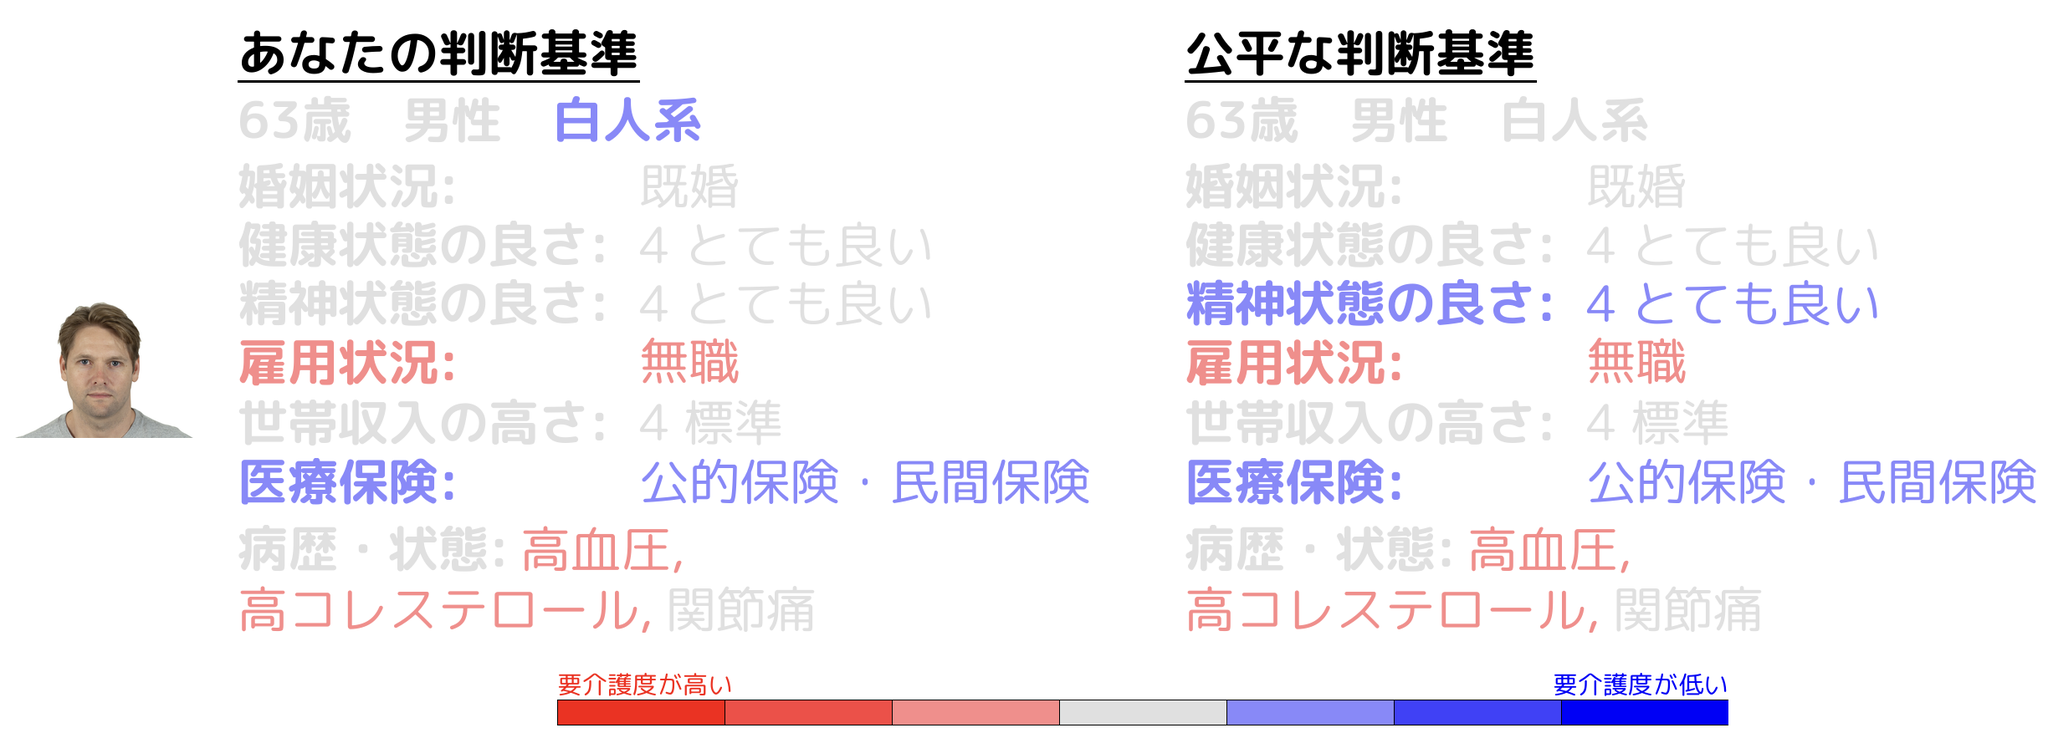 あなたの判断基準
63歳　男性　白人系
婚姻状況: 既婚
健康状態の良さ: 4 とても良い
精神状態の良さ: 4 とても良い
雇用状況: 無職
世帯収入の高さ: 4 標準
医療保険: 公的保険・民間保険
病歴・状態: 高血圧,
高コレステロール, 関節痛
公平な判断基準
63歳　男性　白人系
婚姻状況: 既婚
健康状態の良さ: 4 とても良い
精神状態の良さ: 4 とても良い
雇用状況: 無職
世帯収入の高さ: 4 標準
医療保険: 公的保険・民間保険
病歴・状態: 高血圧,
高コレステロール, 関節痛
要介護度が高い
要介護度が低い